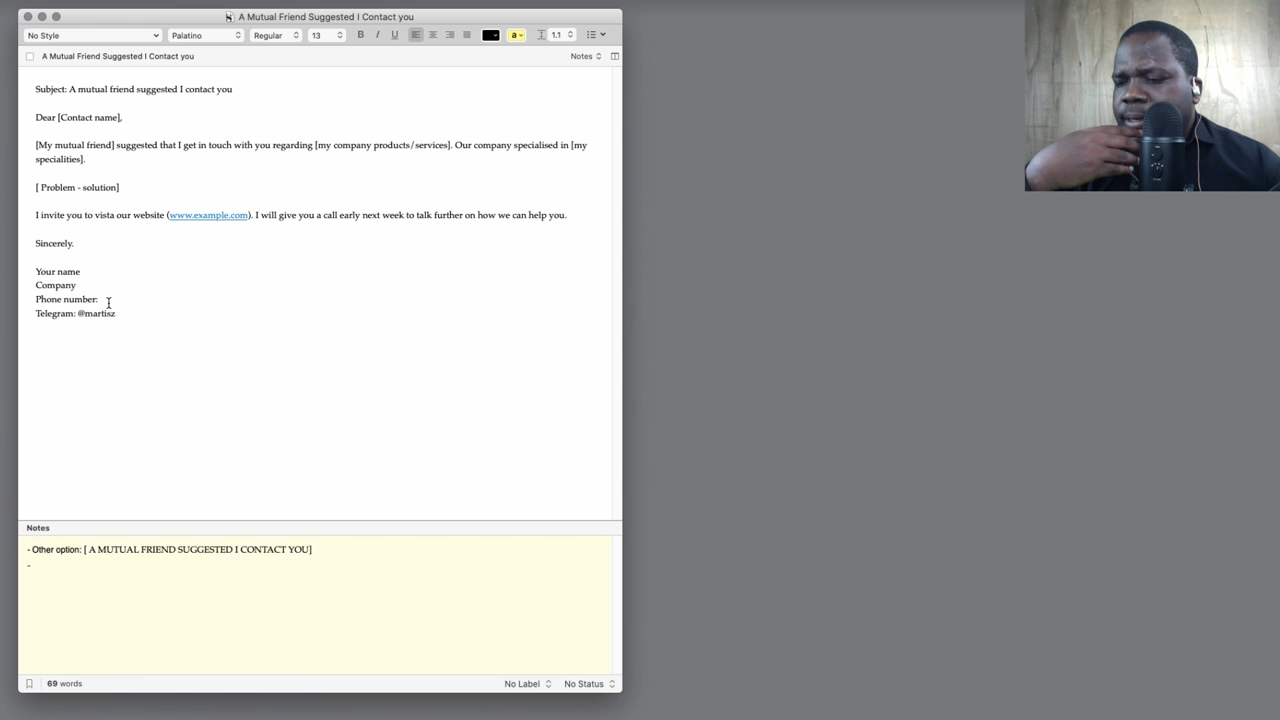 A Mutual Friend Suggested I Contact you
No Style Palatino Regular 13 B I U a 1.1
A Mutual Friend Suggested I Contact you Notes
Subject: A mutual friend suggested I contact you
Dear [Contact name],
[My mutual friend] suggested that I get in touch with you regarding [my company products/services]. Our company specialised in [my
specialities].
[ Problem - solution]
I invite you to vista our website (www.example.com). I will give you a call early next week to talk further on how we can help you.
Sincerely.
Your name
Company
Phone number:
Telegram: @martisz
Notes
- Other option: [ A MUTUAL FRIEND SUGGESTED I CONTACT YOU]
-
69 words No Label No Status